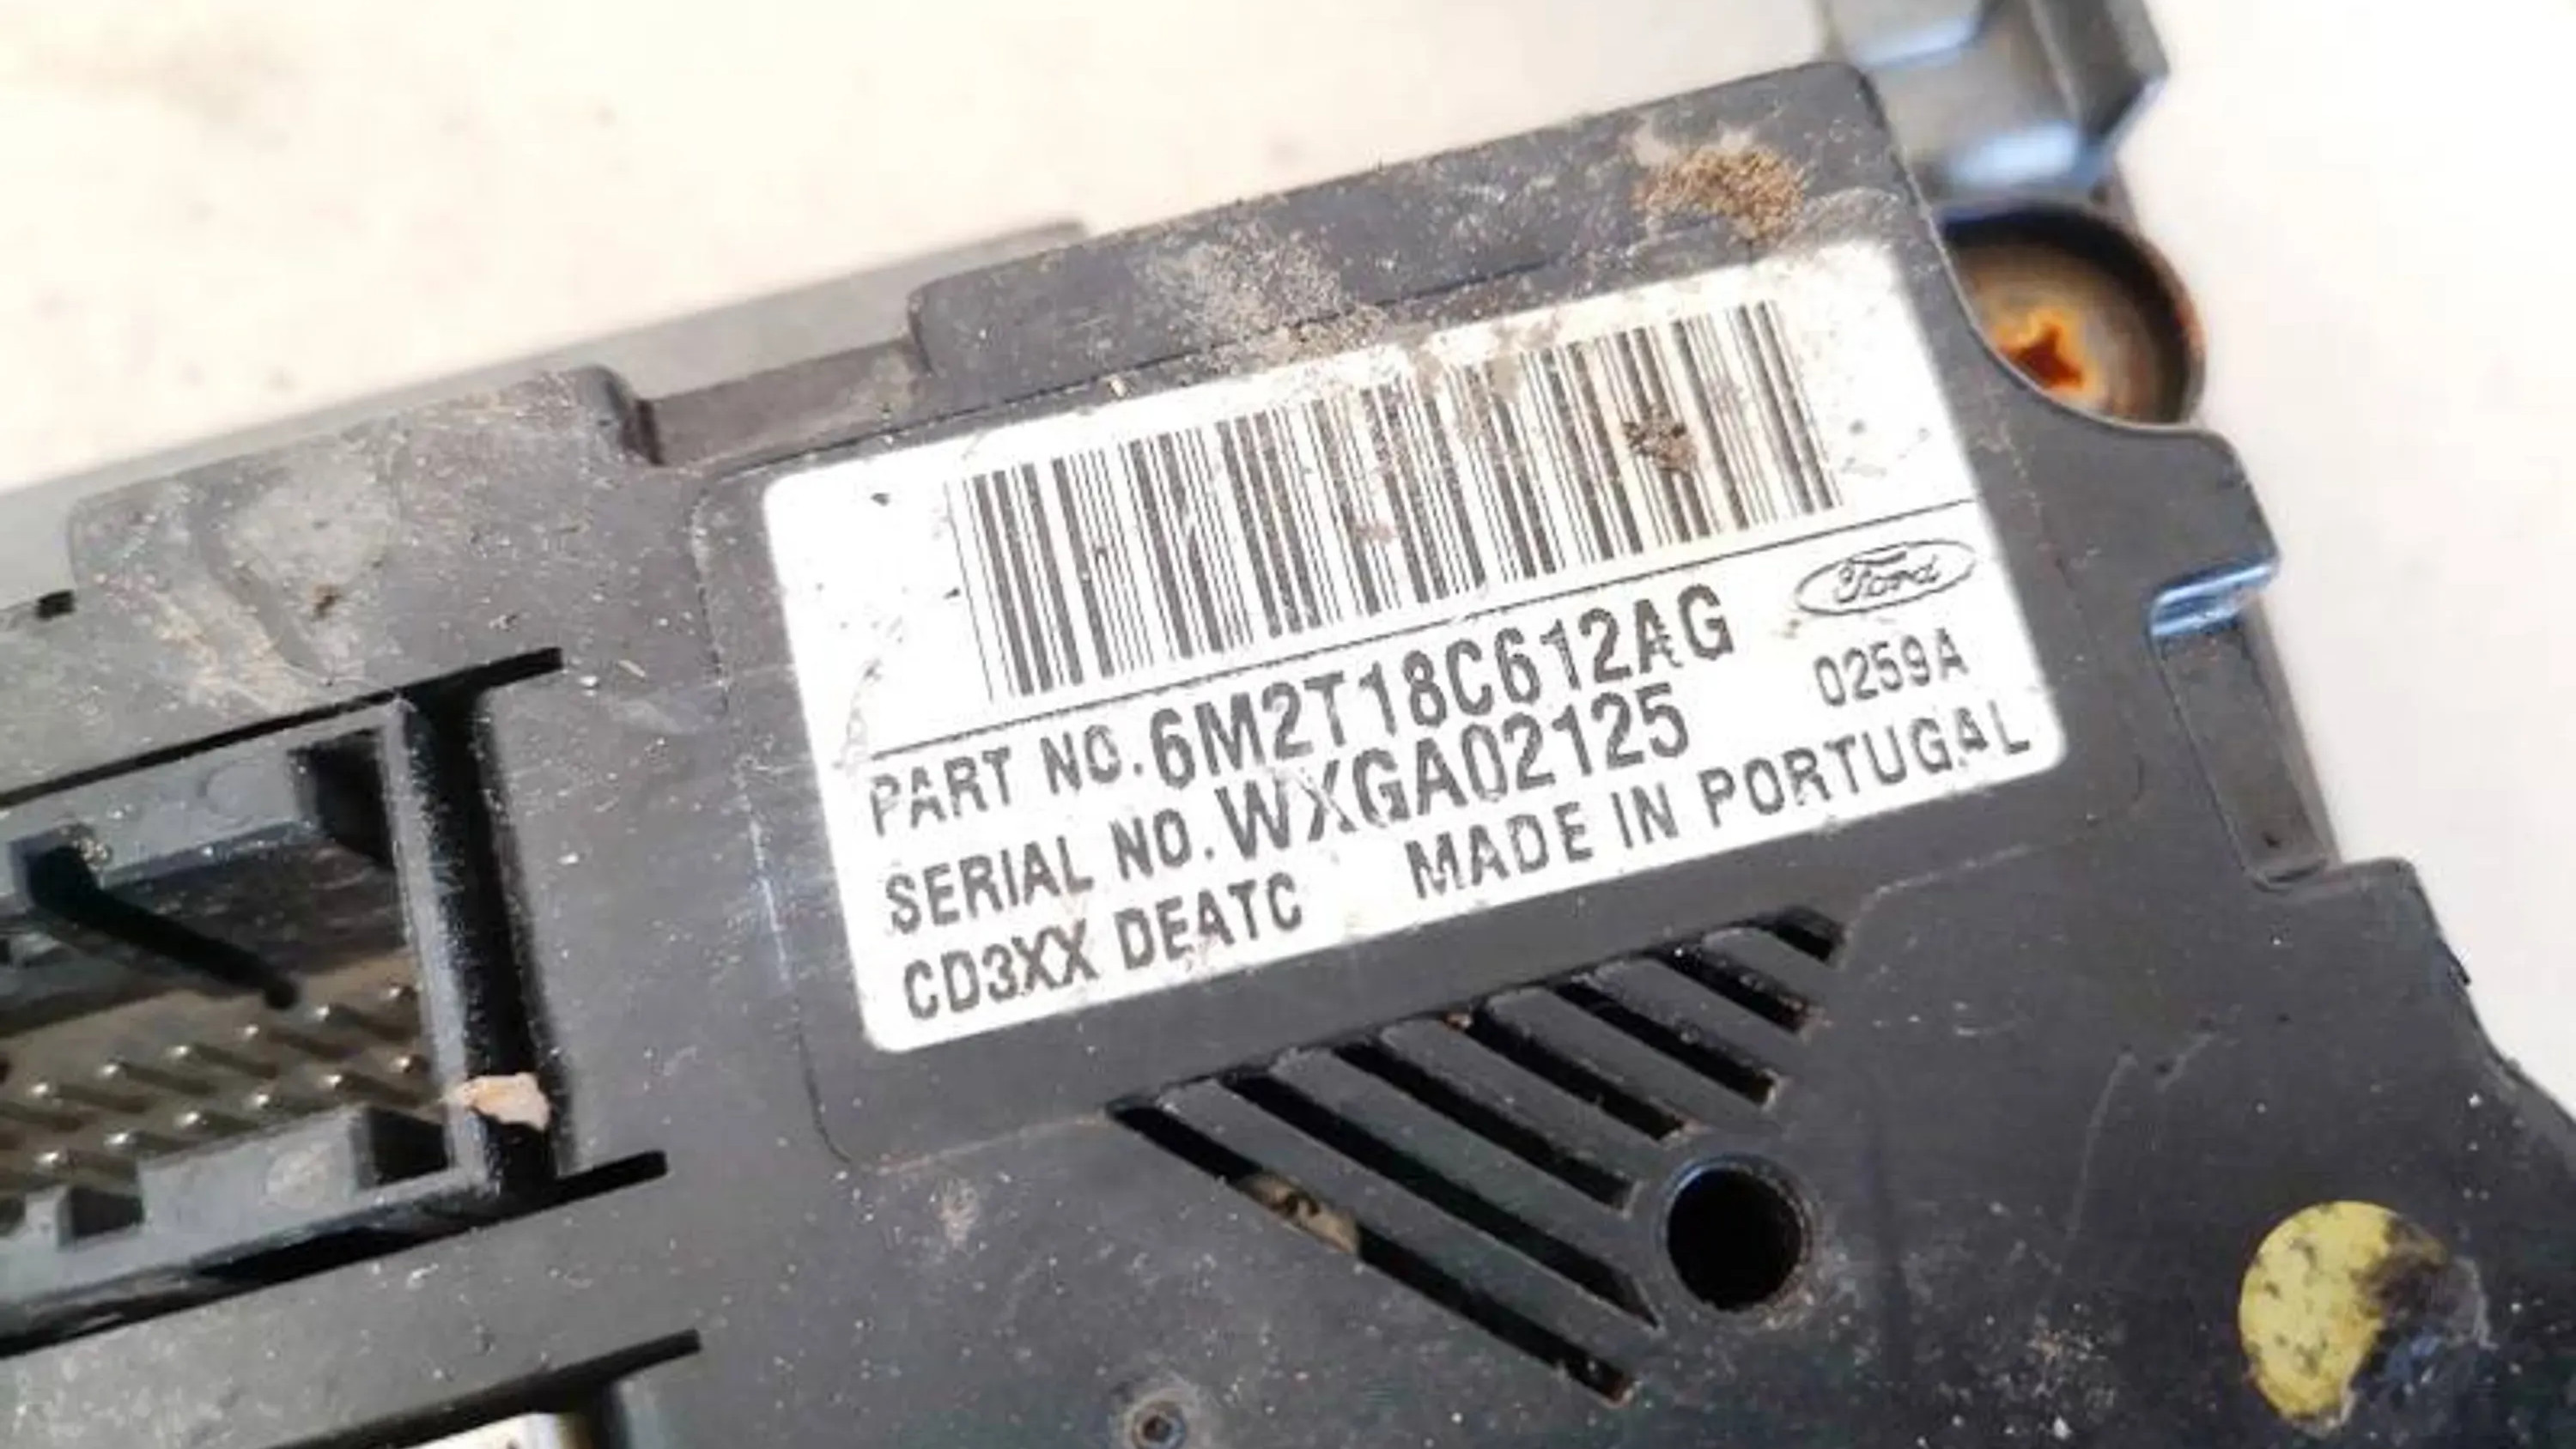 Ford
PART NO.6M2T18C612AG
0259A
SERIAL NO.WXGA02125
MADE IN PORTUGAL
CD3XX DEATC